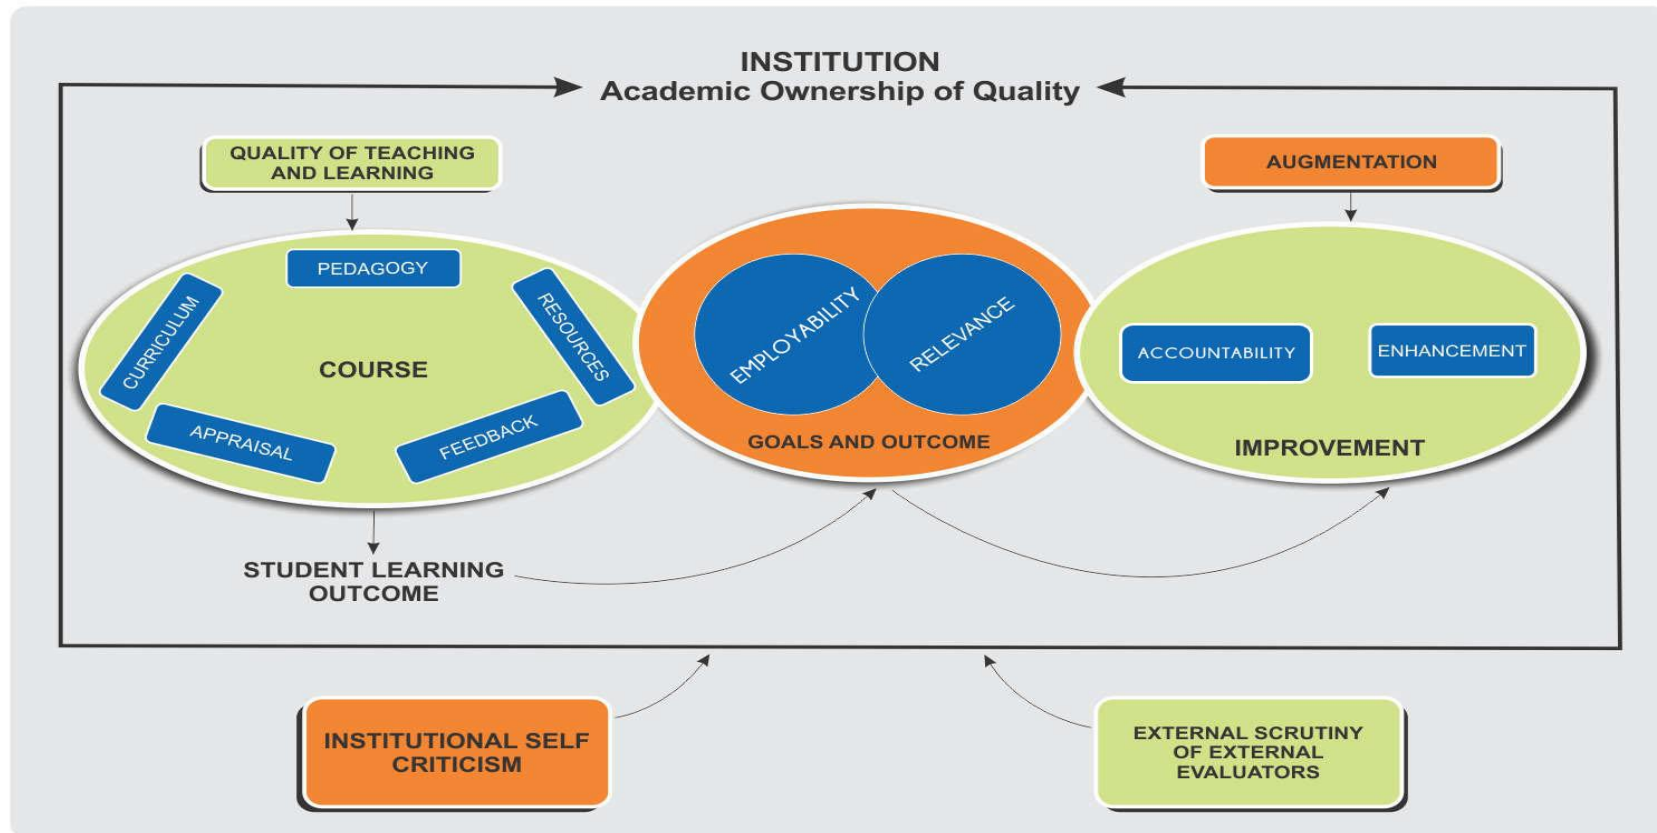 INSTITUTION
Academic Ownership of Quality
QUALITY OF TEACHING
AND LEARNING
AUGMENTATION
PEDAGOGY
CURRICULUM
RESOURCES
COURSE
APPRAISAL
FEEDBACK
EMPLOYABILITY
RELEVANCE
GOALS AND OUTCOME
ACCOUNTABILITY
ENHANCEMENT
IMPROVEMENT
STUDENT LEARNING
OUTCOME
INSTITUTIONAL SELF
CRITICISM
EXTERNAL SCRUTINY
OF EXTERNAL
EVALUATORS